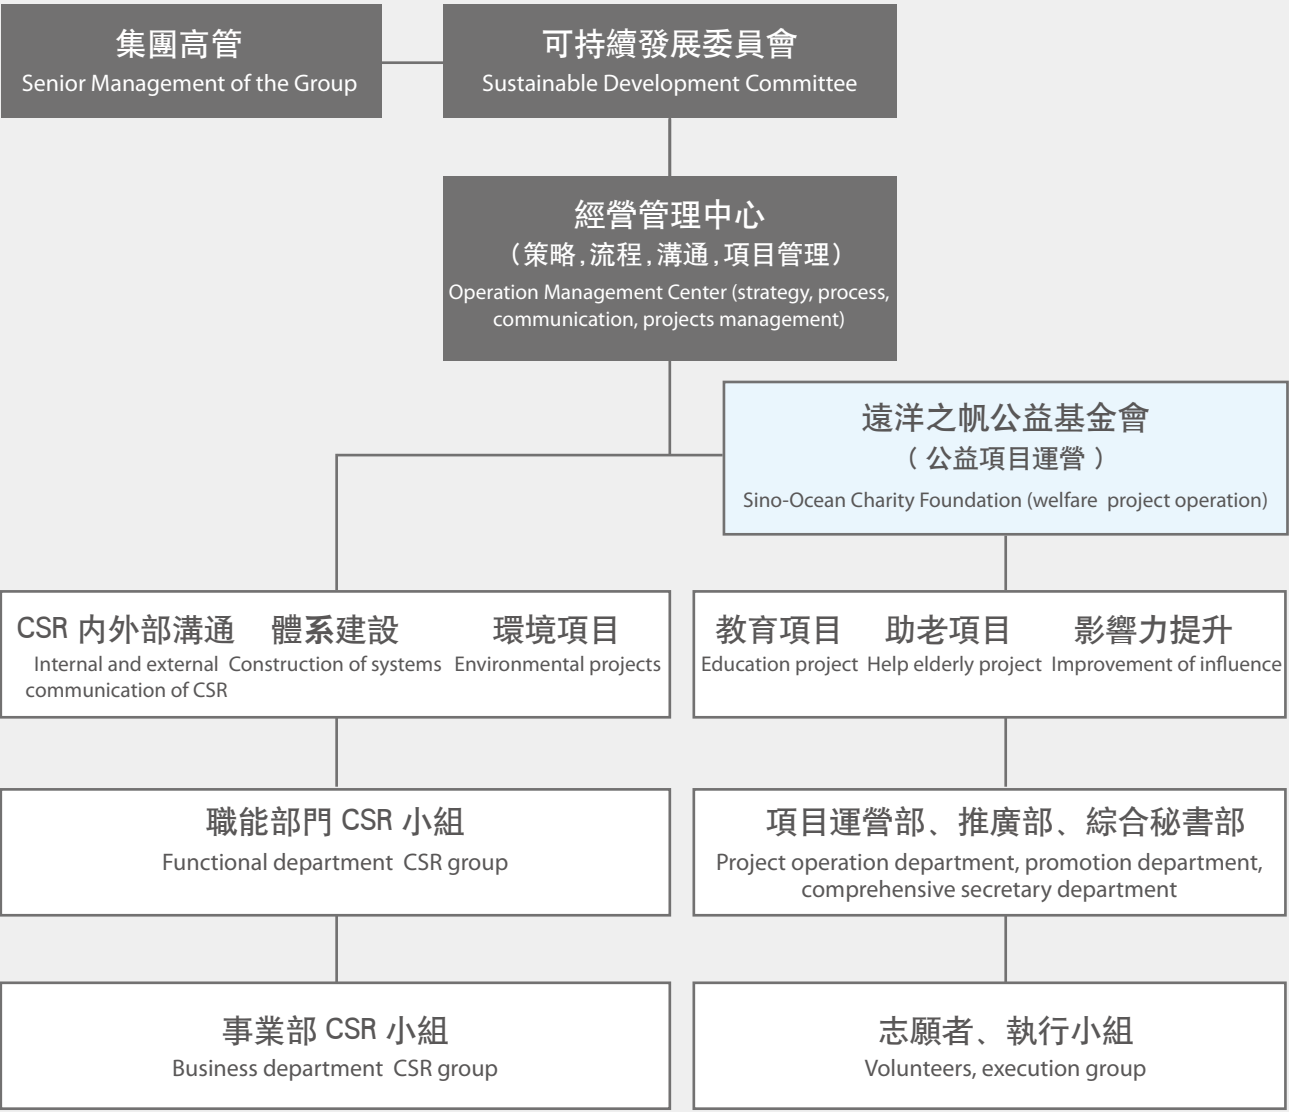 集團高管
Senior Management of the Group
可持續發展委員會
Sustainable Development Committee
經營管理中心
（策略,流程,溝通,項目管理）
Operation Management Center (strategy, process,
communication, projects management)
遠洋之帆公益基金會
（ 公益項目運營 ）
Sino-Ocean Charity Foundation (welfare project operation)
CSR 内外部溝通
Internal and external
communication of CSR
體系建設
Construction of systems
環境項目
Environmental projects
教育項目
Education project
助老項目
Help elderly project
影響力提升
Improvement of influence
職能部門 CSR 小組
Functional department CSR group
項目運營部、推廣部、綜合秘書部
Project operation department, promotion department,
comprehensive secretary department
事業部 CSR 小組
Business department CSR group
志願者、執行小組
Volunteers, execution group